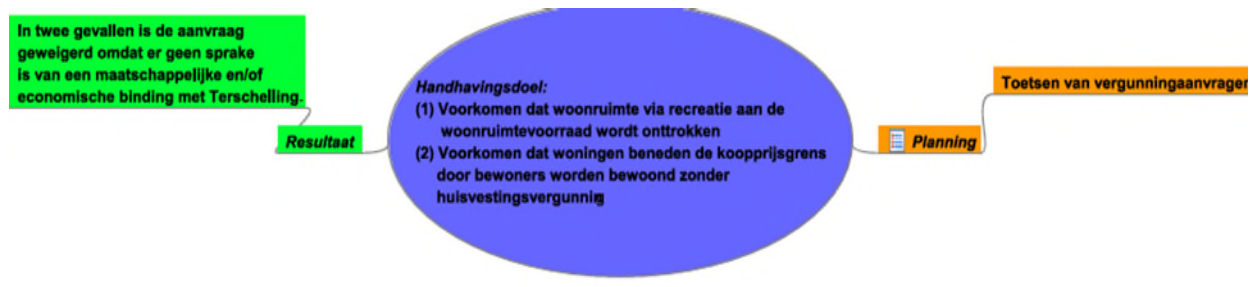 In twee gevallen is de aanvraag
geweigerd omdat er geen sprake
is van een maatschappelijke en/of
economische binding met Terschelling.
Resultaat
Handhavingsdoel:
(1) Voorkomen dat woonruimte via recreatie aan de
woonruimtevoorraad wordt onttrokken
(2) Voorkomen dat woningen beneden de koopprijsgrens
door bewoners worden bewoond zonder
huisvestingsvergunnig
Planning
Toetsen van vergunningaanvragen